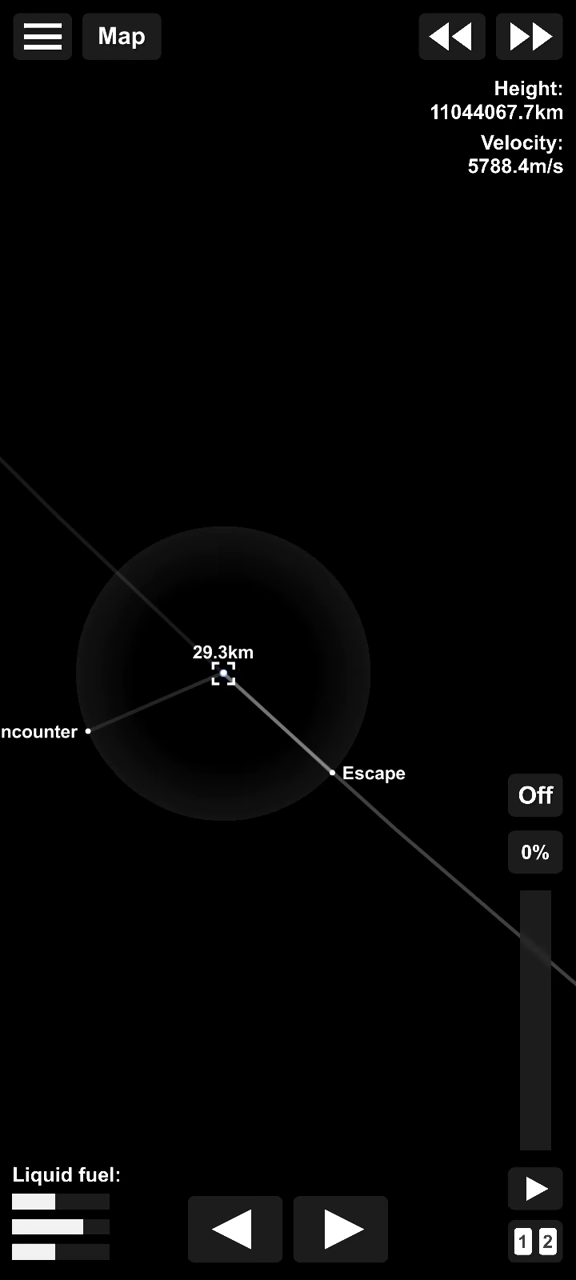 Map
Height:
11044067.7km
Velocity:
5788.4m/s
29.3km
ncounter
Escape
Off
0%
Liquid fuel:
1 2